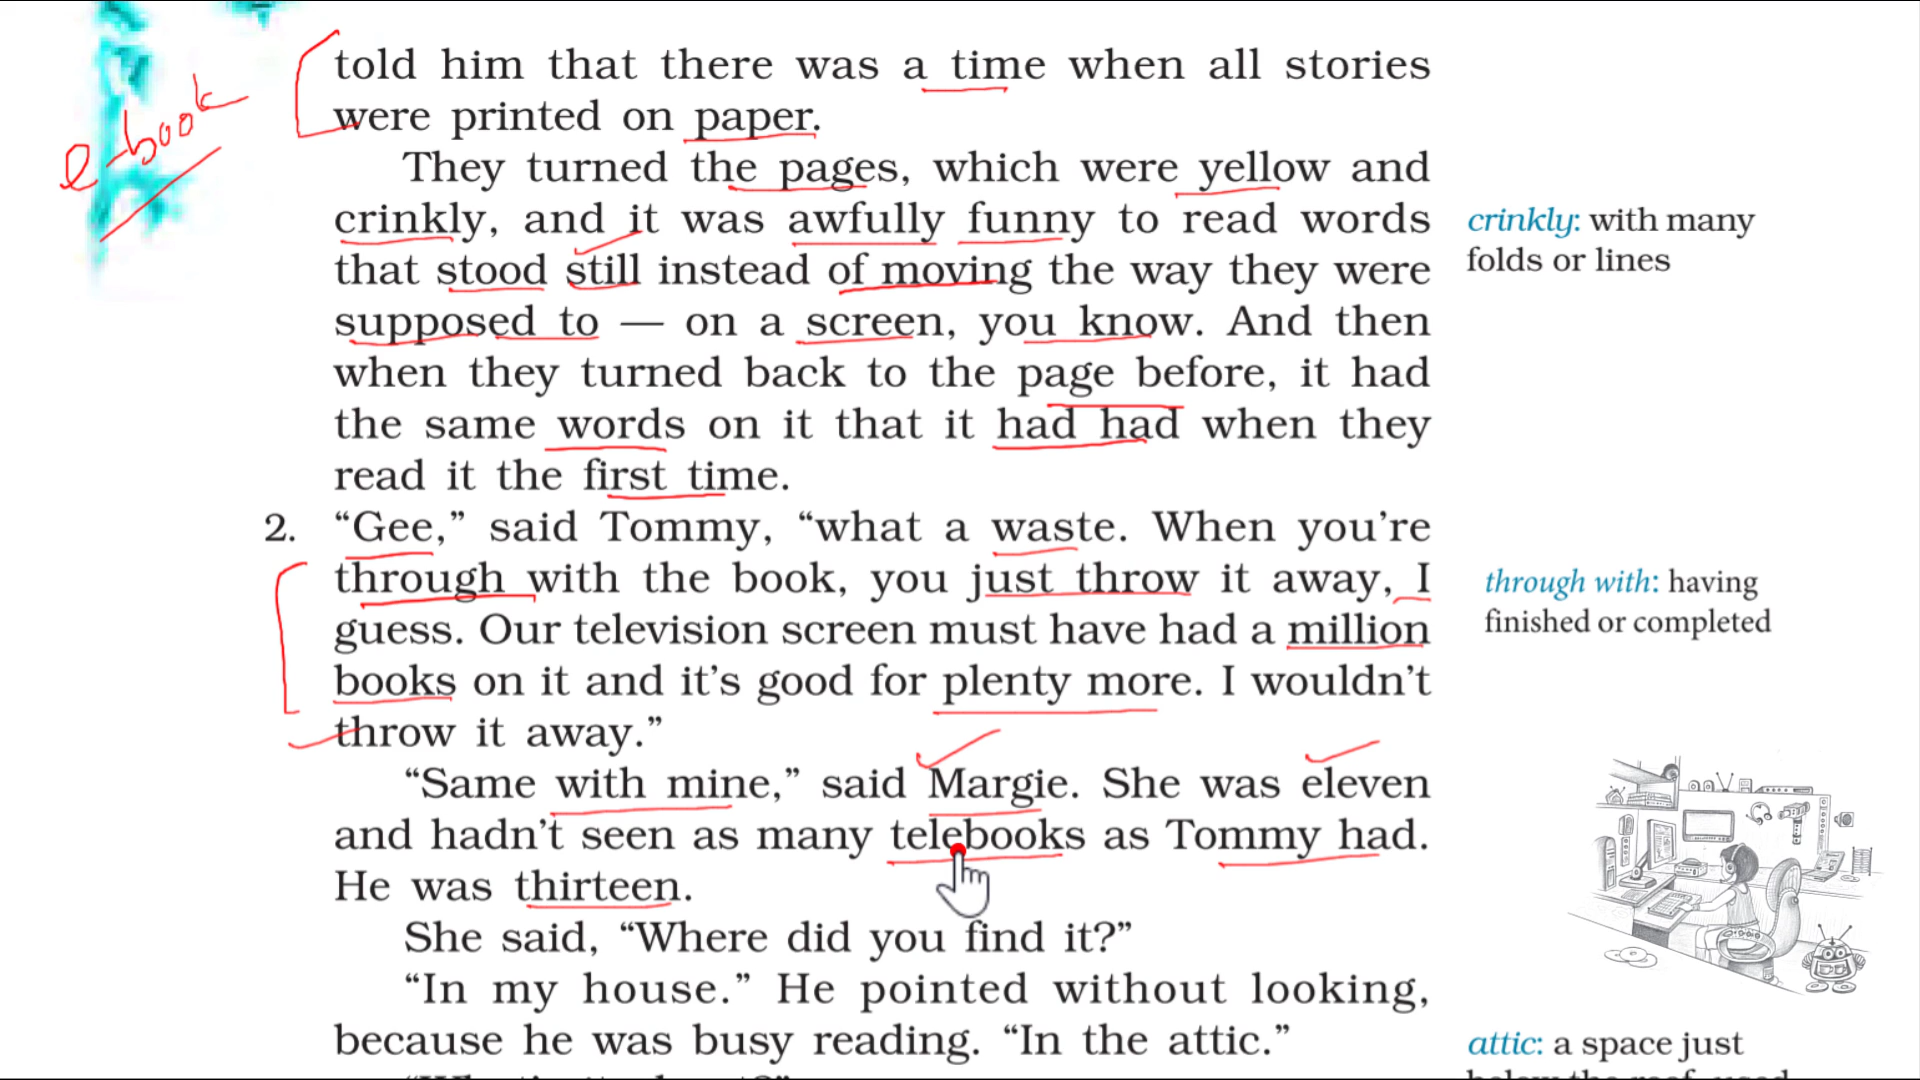 e-book
told him that there was a time when all stories
were printed on paper.
They turned the pages, which were yellow and
crinkly, and it was awfully funny to read words
that stood still instead of moving the way they were
supposed to — on a screen, you know. And then
when they turned back to the page before, it had
the same words on it that it had had when they
read it the first time.
crinkly: with many
folds or lines
2. “Gee,” said Tommy, “what a waste. When you’re
through with the book, you just throw it away, I
guess. Our television screen must have had a million
books on it and it’s good for plenty more. I wouldn’t
throw it away.”
through with: having
finished or completed
“Same with mine,” said Margie. She was eleven
and hadn’t seen as many telebooks as Tommy had.
He was thirteen.
She said, “Where did you find it?”
“In my house.” He pointed without looking,
because he was busy reading. “In the attic.”
attic: a space just